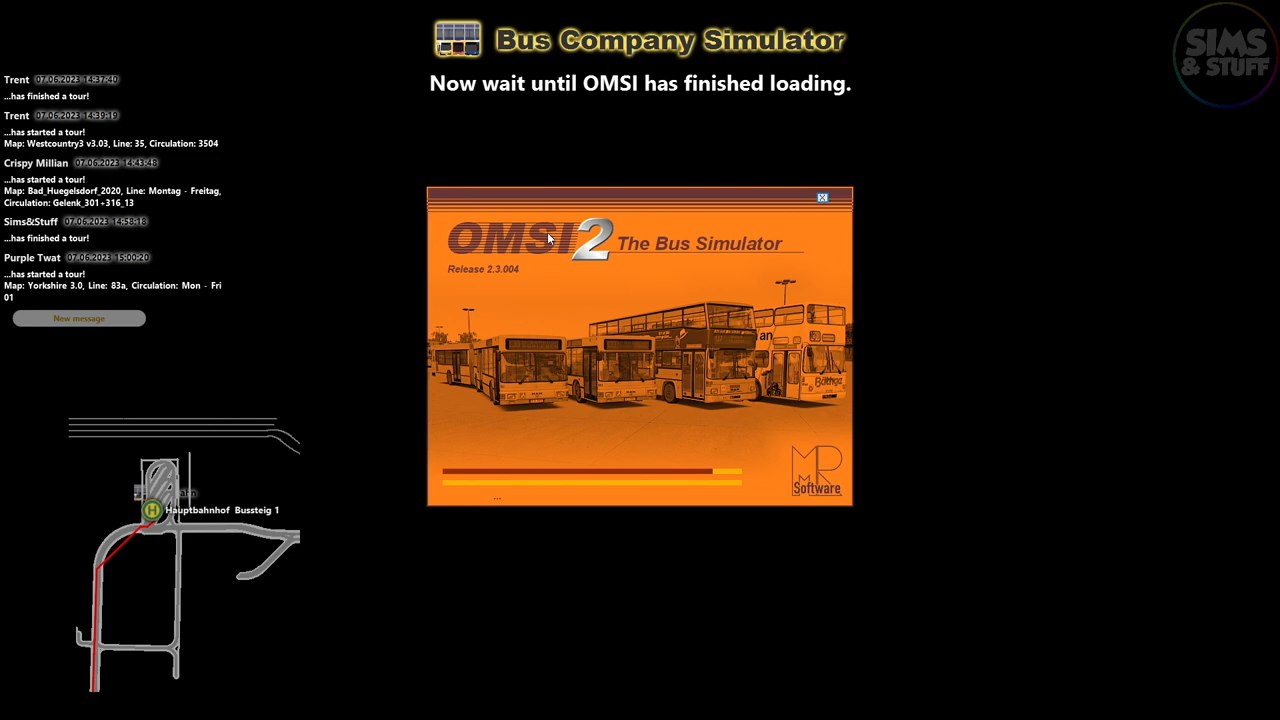 Bus Company Simulator
Now wait until OMSI has finished loading.
SIMS
& STUFF
Trent 07.06.2023 14:37:40
...has finished a tour!
Trent 07.06.2023 14:39:19
...has started a tour!
Map: Westcountry3 v3.03, Line: 35, Circulation: 3504
Crispy Millian 07.06.2023 14:43:48
...has started a tour!
Map: Bad_Huegelsdorf_2020, Line: Montag - Freitag,
Circulation: Gelenk_301+316_13
Sims&Stuff 07.06.2023 14:58:18
...has finished a tour!
Purple Twat 07.06.2023 15:00:20
...has started a tour!
Map: Yorkshire 3.0, Line: 83a, Circulation: Mon - Fri
01
New message
OMSI 2 The Bus Simulator
Release 2.3.004
MR
Software
...
Hauptbahnhof Bussteig 1
H